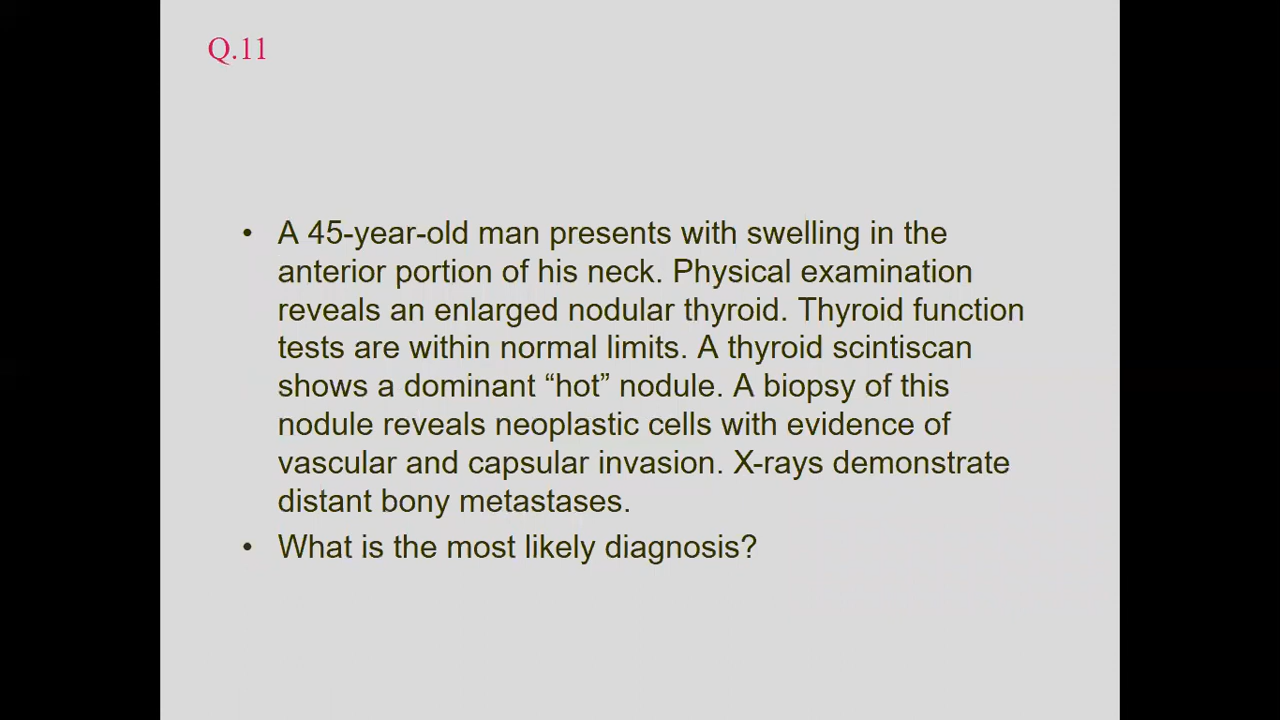 Q.11
• A 45-year-old man presents with swelling in the
anterior portion of his neck. Physical examination
reveals an enlarged nodular thyroid. Thyroid function
tests are within normal limits. A thyroid scintiscan
shows a dominant “hot” nodule. A biopsy of this
nodule reveals neoplastic cells with evidence of
vascular and capsular invasion. X-rays demonstrate
distant bony metastases.
• What is the most likely diagnosis?